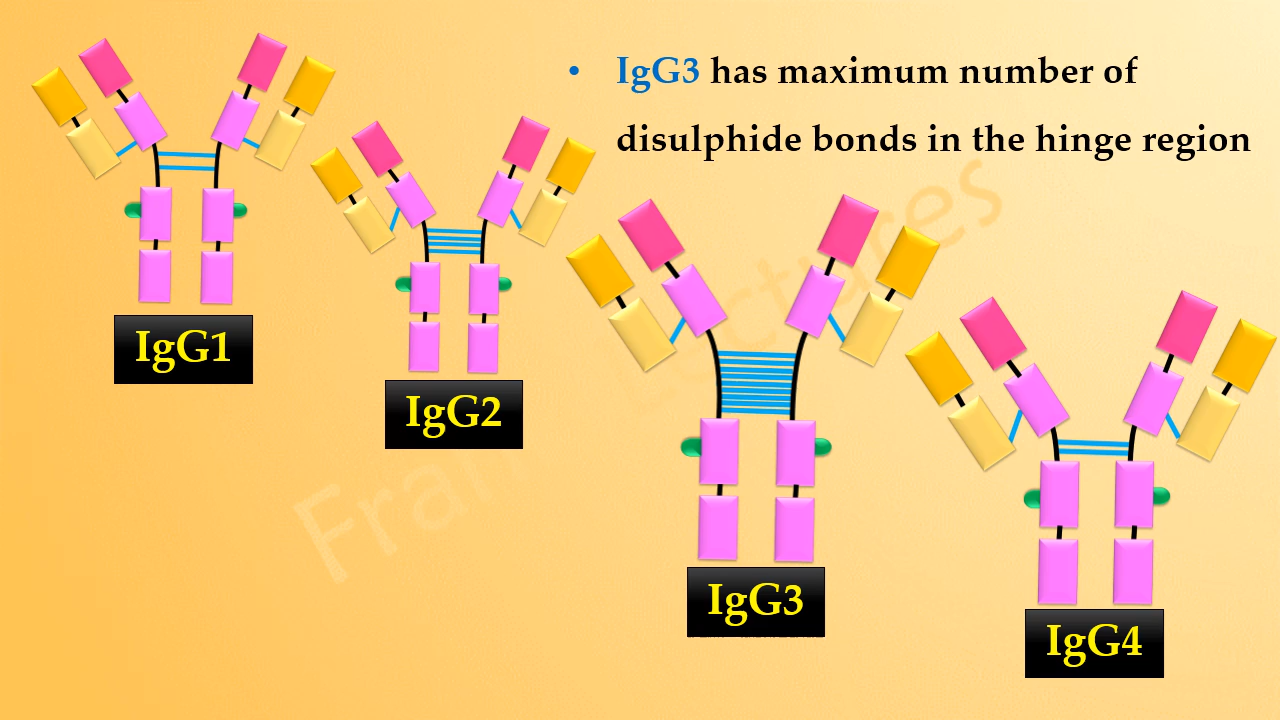 • IgG3 has maximum number of
disulphide bonds in the hinge region
IgG1
IgG2
IgG3
IgG4